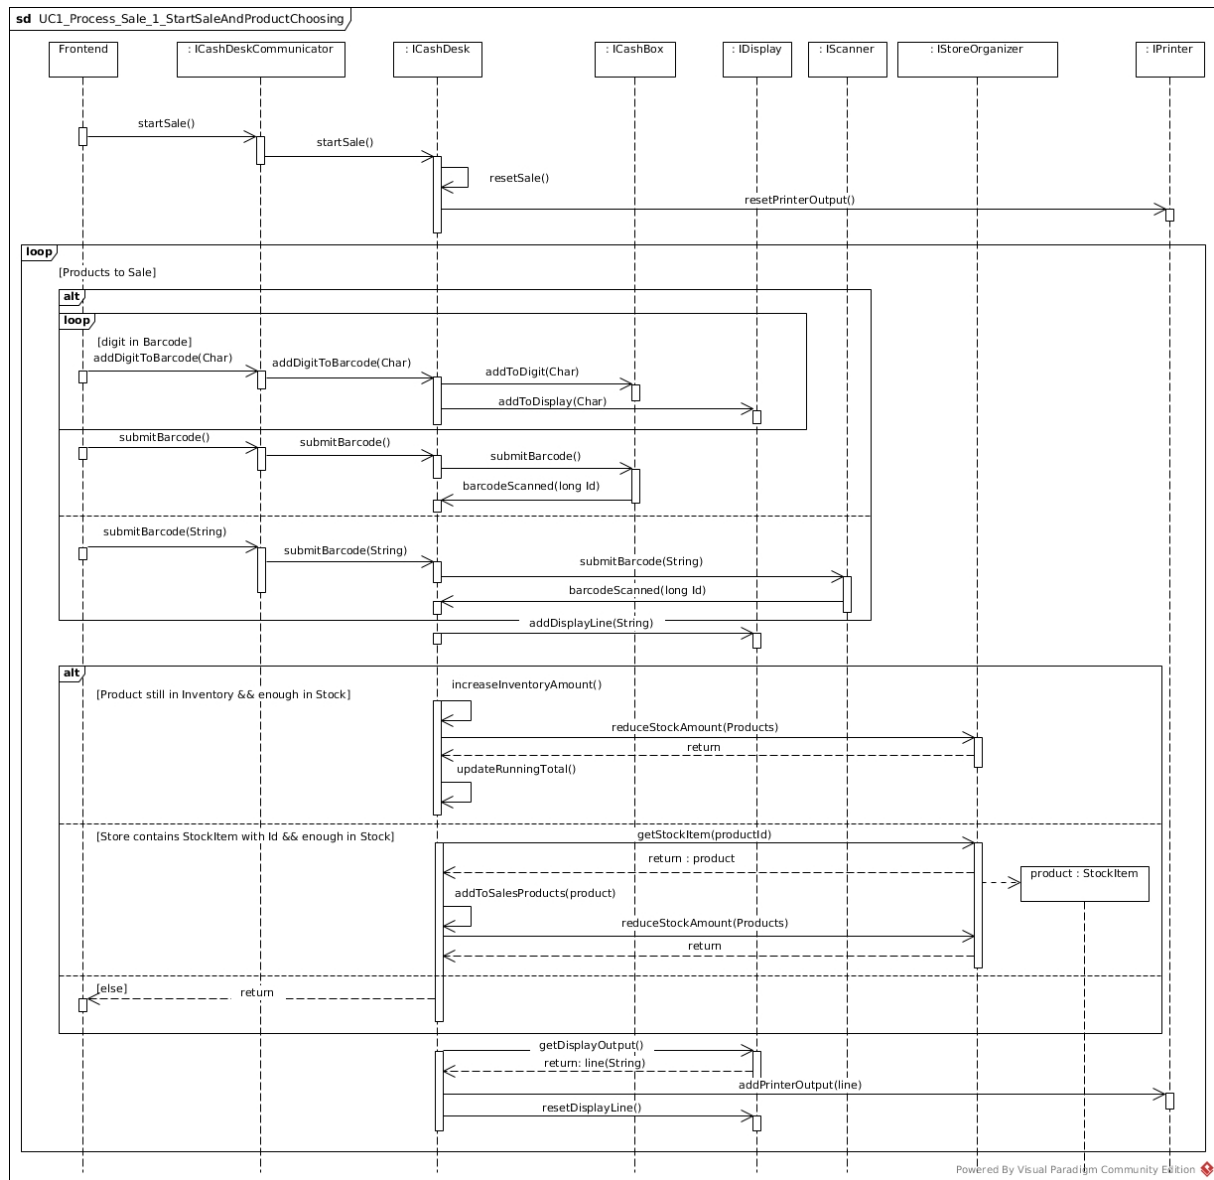 sd UC1_Process_Sale_1_StartSaleAndProductChoosing
Frontend
: ICashDeskCommunicator
: ICashDesk
: ICashBox
: IDisplay
: IScanner
: IStoreOrganizer
: IPrinter
startSale()
startSale()
resetSale()
resetPrinterOutput()
loop
[Products to Sale]
alt
loop
[digit in Barcode]
addDigitToBarcode(Char)
addDigitToBarcode(Char)
addToDigit(Char)
addToDisplay(Char)
submitBarcode()
submitBarcode()
submitBarcode()
barcodeScanned(long Id)
submitBarcode(String)
submitBarcode(String)
submitBarcode(String)
barcodeScanned(long Id)
addDisplayLine(String)
alt
[Product still in Inventory && enough in Stock]
increaseInventoryAmount()
reduceStockAmount(Products)
return
updateRunningTotal()
[Store contains StockItem with Id && enough in Stock]
getStockItem(productId)
return : product
product : StockItem
addToSalesProducts(product)
reduceStockAmount(Products)
return
[else]
return
getDisplayOutput()
return: line(String)
addPrinterOutput(line)
resetDisplayLine()
Powered By Visual Paradigm Community Edition